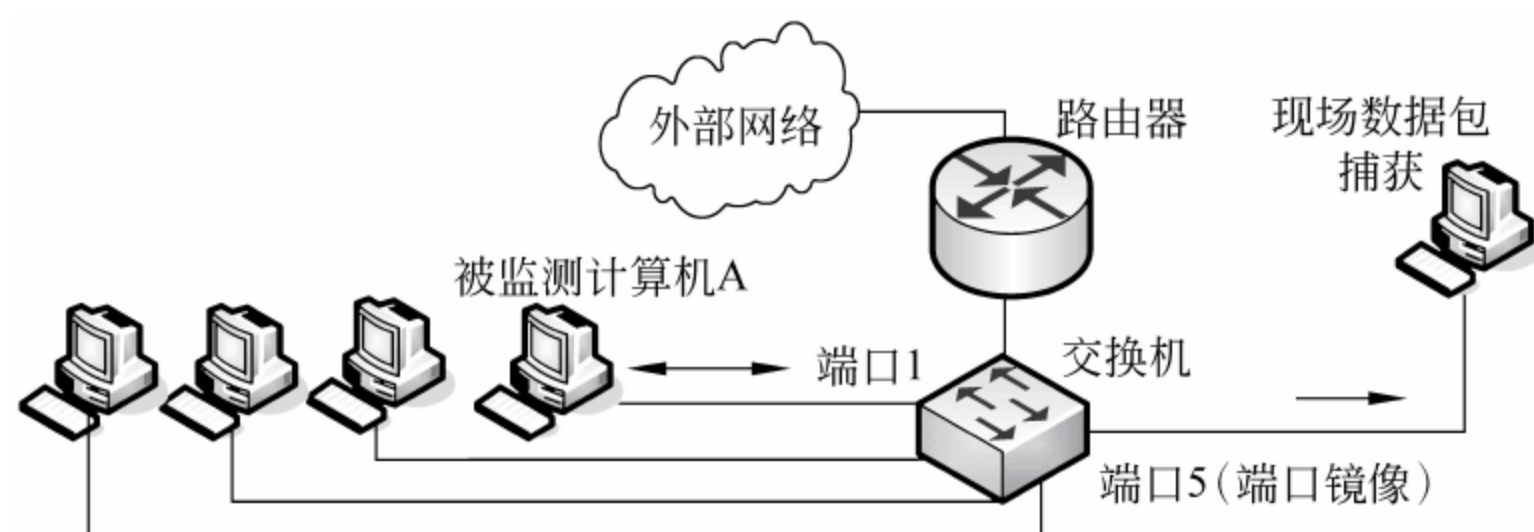 外部网络
路由器
现场数据包
捕获
被监测计算机A
端口1
交换机
端口5（端口镜像）